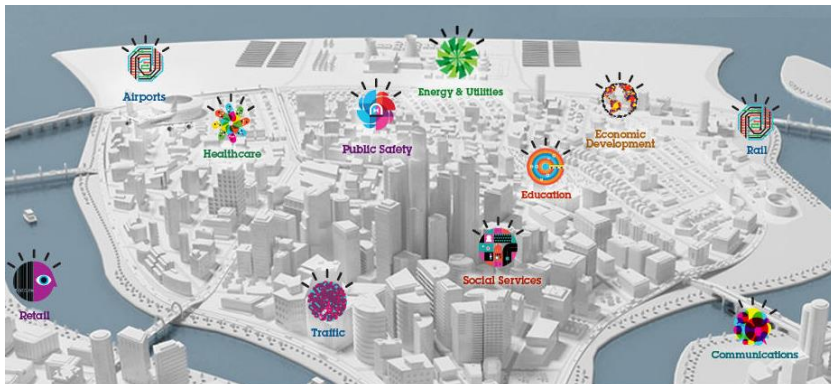 Airports
Energy & Utilities
Healthcare
Public Safety
Economic
Development
Rail
Education
Social Services
Retail
Traffic
Communications